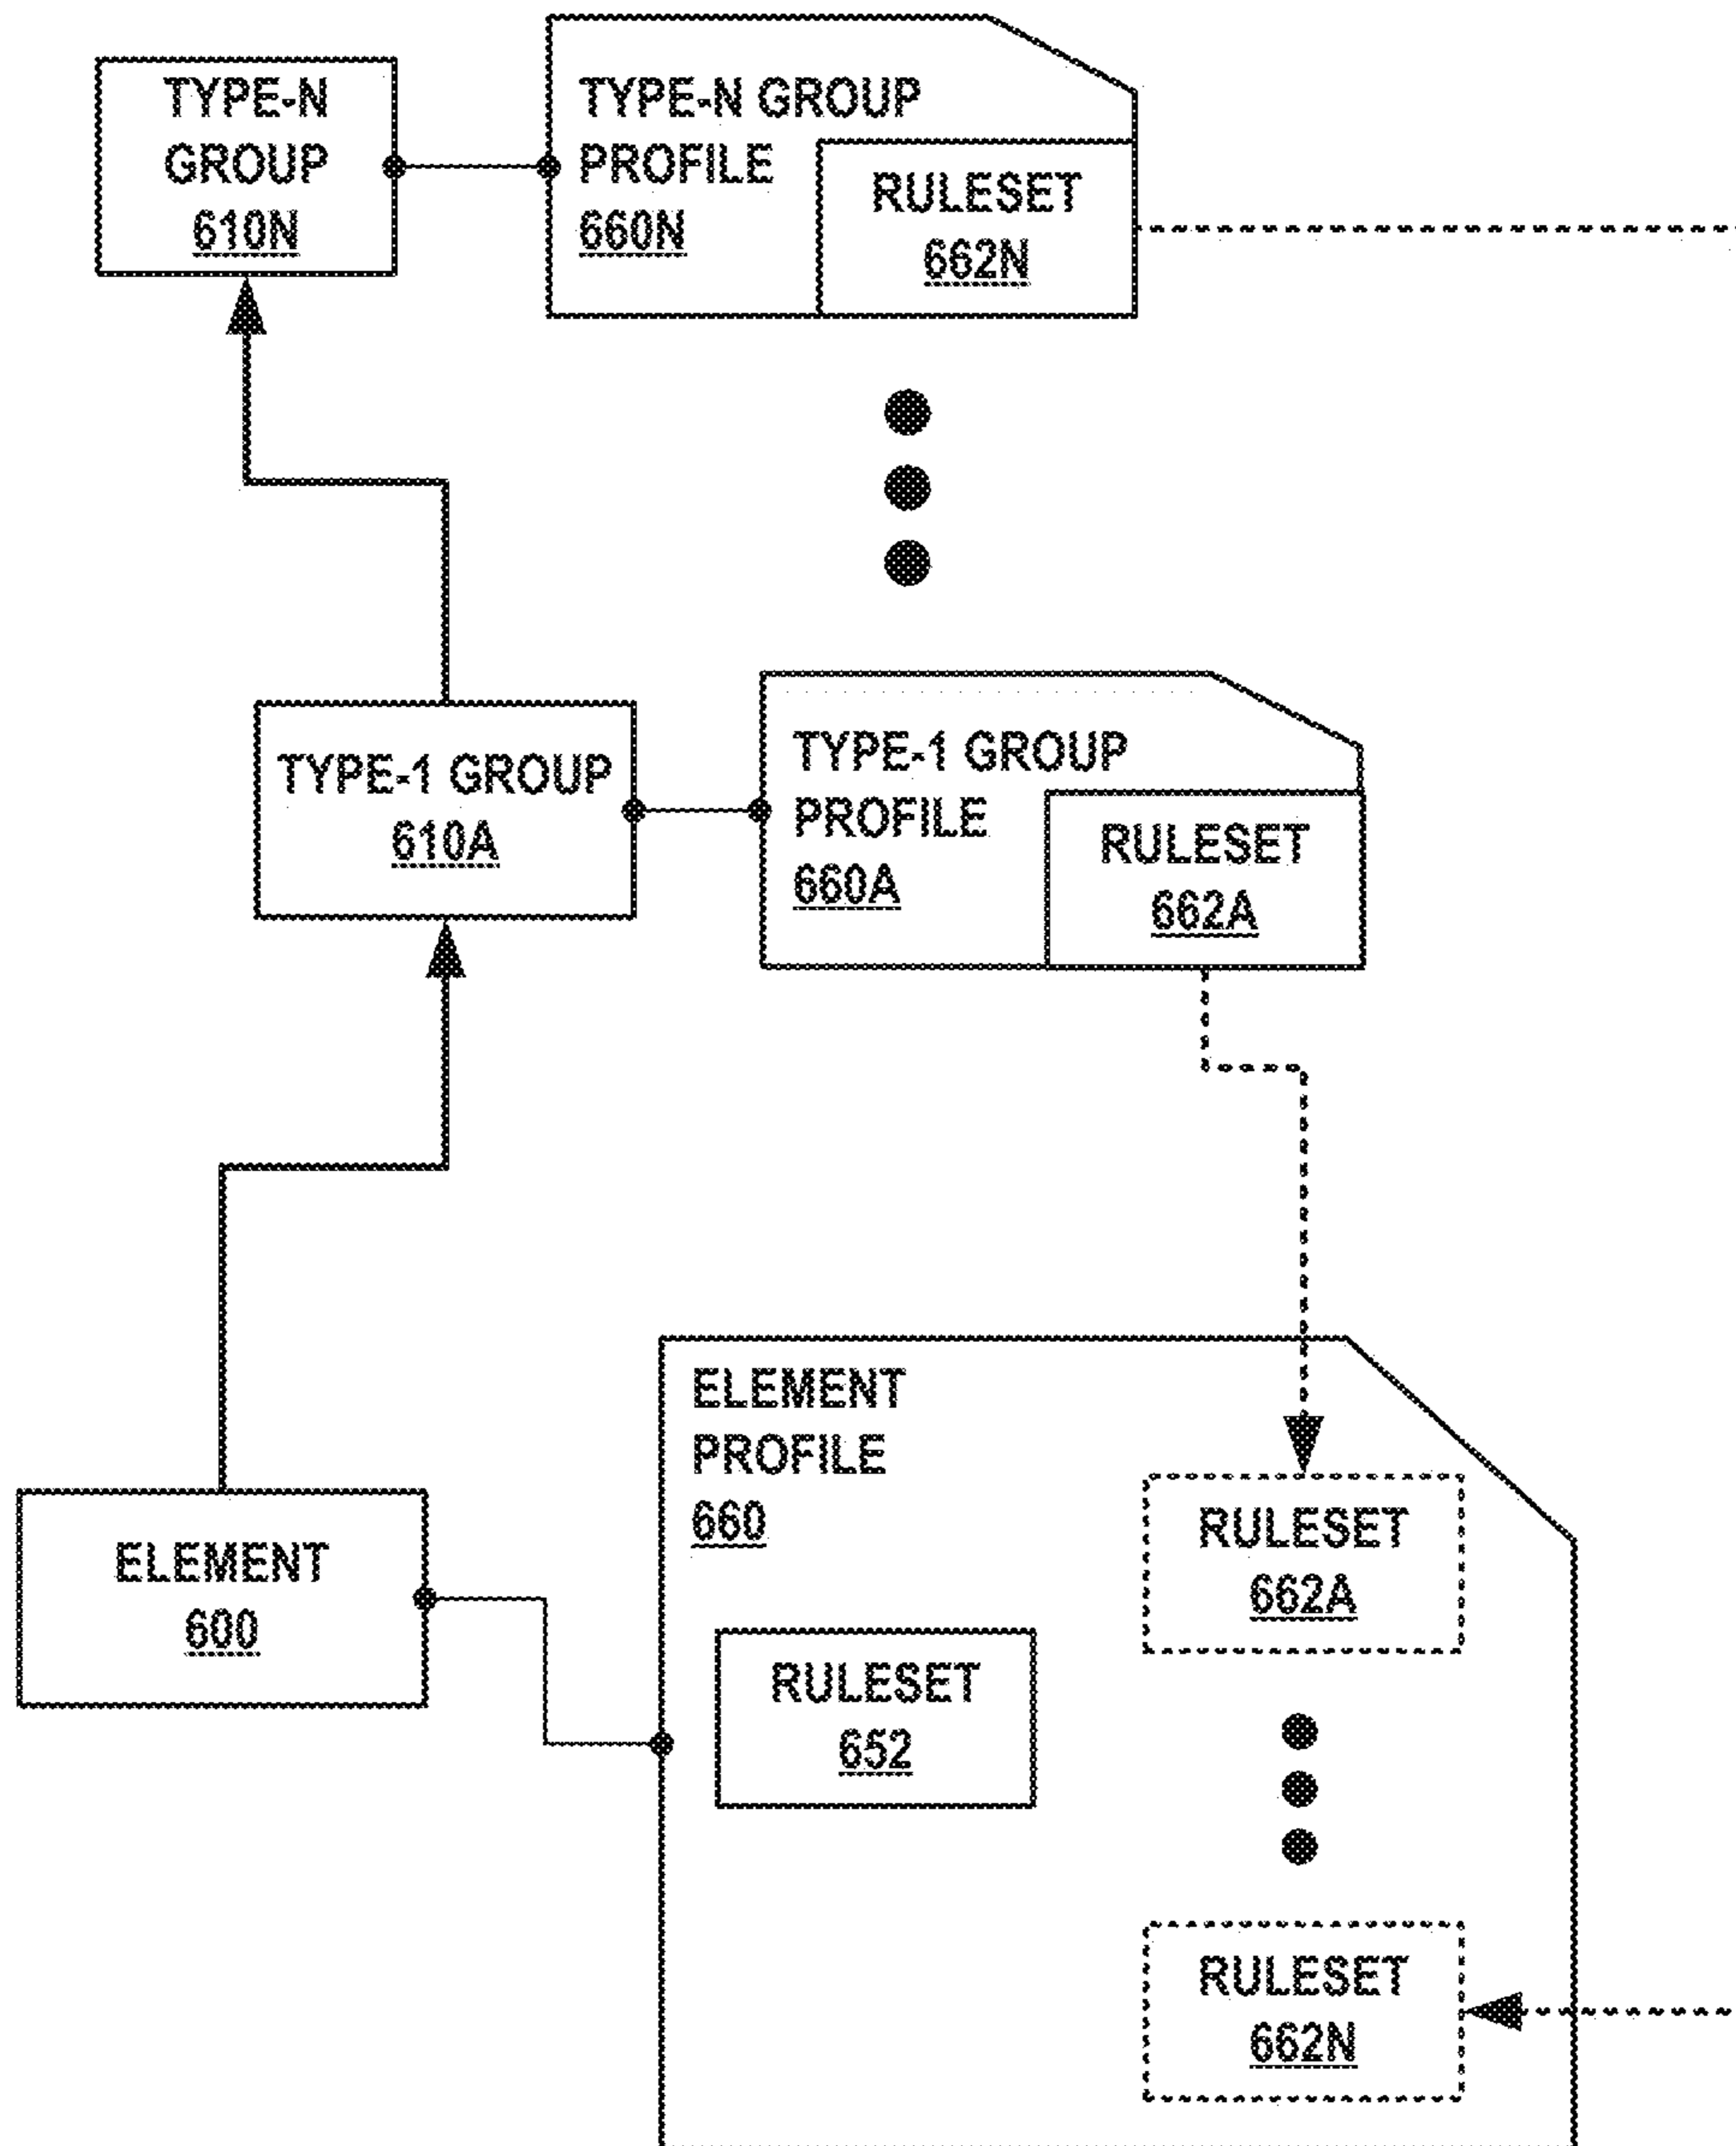 TYPE-N
GROUP
610N
TYPE-N GROUP
PROFILE
660N
RULESET
662N
TYPE-1 GROUP
610A
TYPE-1 GROUP
PROFILE
660A
RULESET
662A
ELEMENT
PROFILE
660
ELEMENT
600
RULESET
652
RULESET
662A
RULESET
662N